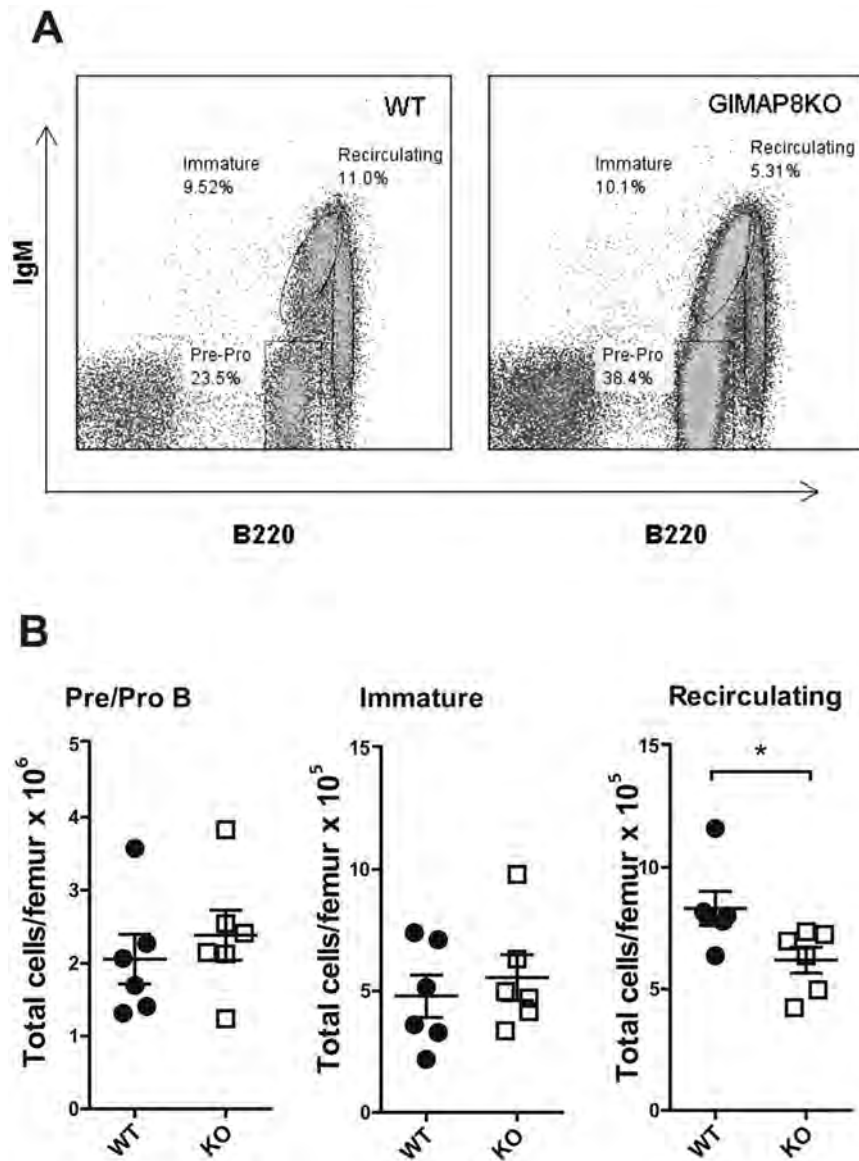 A
WT
Immature
9.52%
Recirculating
11.0%
Pre-Pro
23.5%
GIMAP8KO
Immature
10.1%
Recirculating
5.31%
Pre-Pro
38.4%
IgM
B220
B220
B
Pre/Pro B
Total cells/femur x 10⁶
5
4
3
2
1
0
WT
KO
Immature
Total cells/femur x 10⁵
15
10
5
0
WT
KO
Recirculating
Total cells/femur x 10⁵
15
10
5
0
*
WT
KO